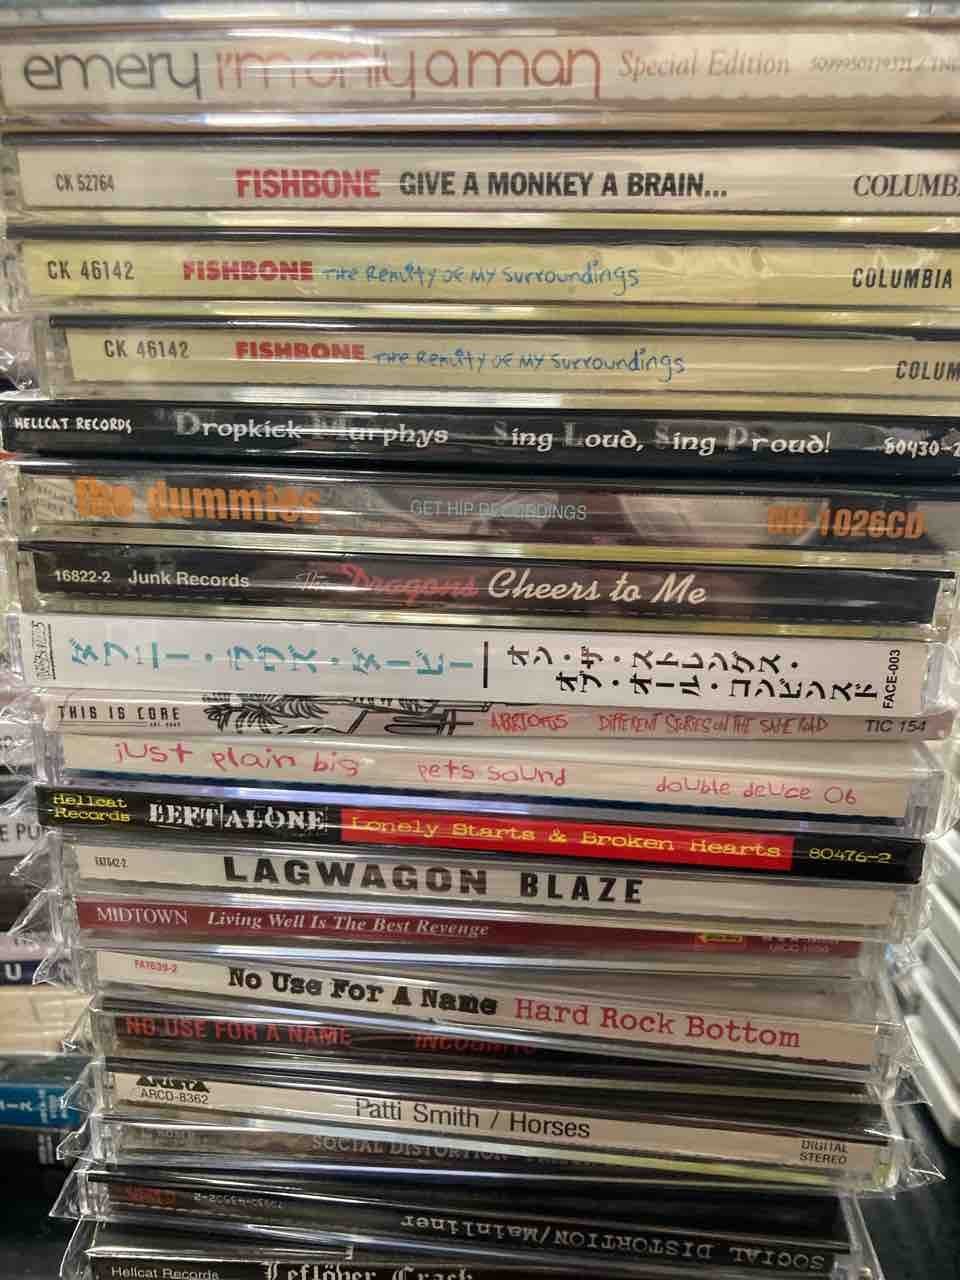 emery i'm only a man Special Edition
CK 52764 FISHBONE GIVE A MONKEY A BRAIN... COLUMB
CK 46142 FISHBONE THE REALITY OF MY SURROUNDINGS COLUMBIA
CK 46142 FISHBONE THE REALITY OF MY SURROUNDINGS COLUM
HELLCAT RECORDS Dropkick Murphys Sing Loud, Sing Proud! 80430-2
the dummies GET HIP RECORDINGS GH-1026CD
16822-2 Junk Records The Dragons Cheers to Me
ダフニー・ラヴズ・ダービー オン・ザ・ストレングス・
オブ・オール・コンビンスド
FACE-003
THIS IS CORE DIFFERENT STORIES ON THE SAME ROAD TIC 154
just plain big pets sound double deuce 06
Hellcat
Records LEFT ALONE Lonely Starts & Broken Hearts 80476-2
FAT642-2 LAGWAGON BLAZE
MIDTOWN Living Well Is The Best Revenge
FAT639-2 No Use For A Name Hard Rock Bottom
NO USE FOR A NAME INCOGNITO
ARISTA
ARCD-8362 Patti Smith / Horses DIGITAL
STEREO
SOCIAL DISTORTION
SOCIAL DISTORTION/Mainliner
Hellcat Records Leftöver Crack